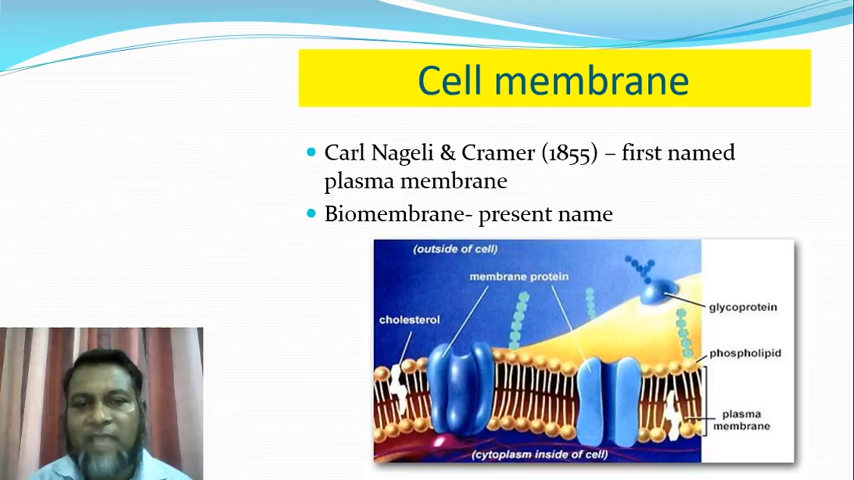 Cell membrane
Carl Nageli & Cramer (1855) – first named
plasma membrane
Biomembrane- present name
(outside of cell)
membrane protein
cholesterol
glycoprotein
phospholipid
plasma
membrane
(cytoplasm inside of cell)